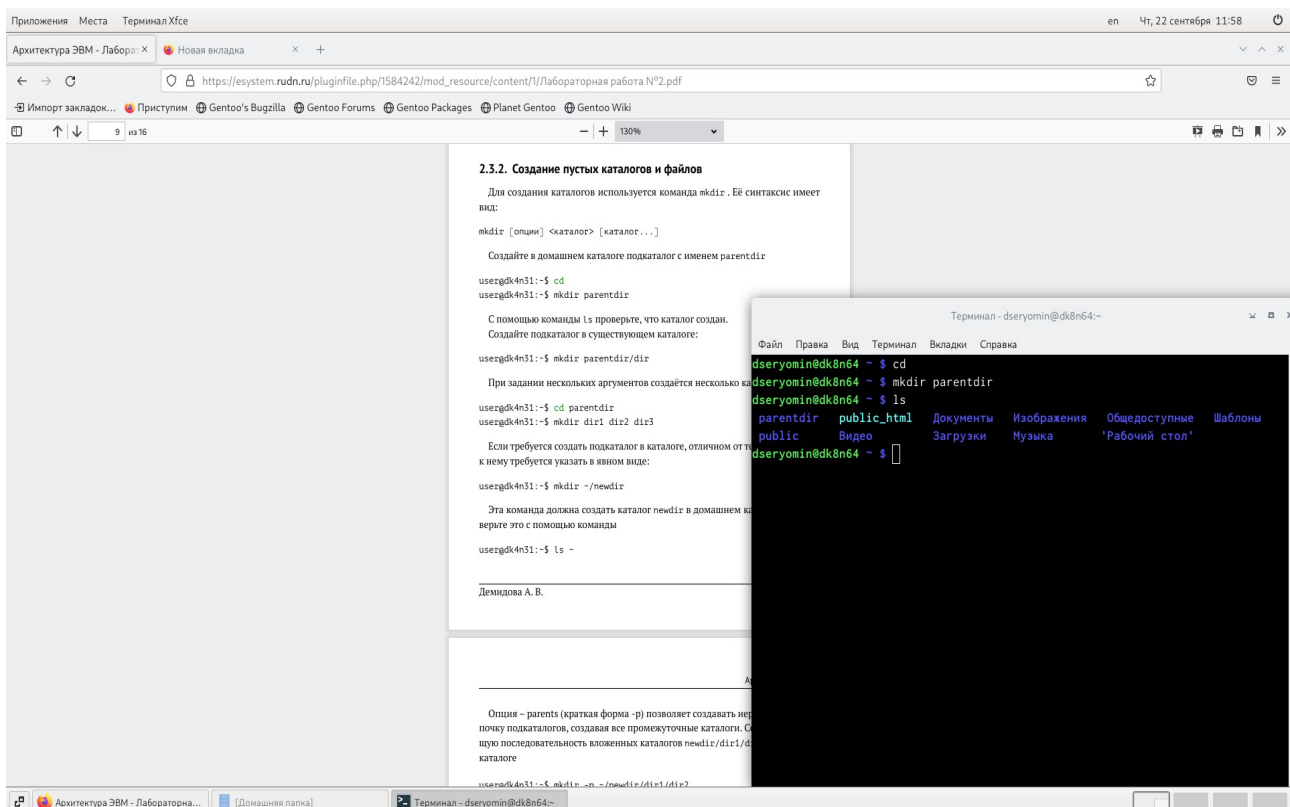 Приложения Места Терминал Xfce en Чт, 22 сентября 11:58
Архитектура ЭВМ - Лаборат Новая вкладка
https://esystem.rudn.ru/pluginfile.php/1584242/mod_resource/content/1/Лабораторная работа №2.pdf
Импорт закладок... Приступим Gentoo's Bugzilla Gentoo Forums Gentoo Packages Planet Gentoo Gentoo Wiki
9 из 16 130%
2.3.2. Создание пустых каталогов и файлов
Для создания каталогов используется команда mkdir . Её синтаксис имеет
вид:
mkdir [опции] <каталог> [каталог...]
Создайте в домашнем каталоге подкаталог с именем parentdir
user@dk4n31:~$ cd
user@dk4n31:~$ mkdir parentdir
С помощью команды ls проверьте, что каталог создан.
Создайте подкаталог в существующем каталоге:
user@dk4n31:~$ mkdir parentdir/dir
При задании нескольких аргументов создаётся несколько ка
user@dk4n31:~$ cd parentdir
user@dk4n31:~$ mkdir dir1 dir2 dir3
Если требуется создать подкаталог в каталоге, отличном от те
к нему требуется указать в явном виде:
user@dk4n31:~$ mkdir ~/newdir
Эта команда должна создать каталог newdir в домашнем ка
верьте это с помощью команды
user@dk4n31:~$ ls ~
Демидова А. В.
Опция – parents (краткая форма -p) позволяет создавать иер
почку подкаталогов, создавая все промежуточные каталоги. Со
щую последовательность вложенных каталогов newdir/dir1/d
каталоге
user@dk4n31:~$ mkdir -p ~/newdir/dir1/dir2
Терминал - dseryomin@dk8n64:~
Файл Правка Вид Терминал Вкладки Справка
dseryomin@dk8n64 ~ $ cd
dseryomin@dk8n64 ~ $ mkdir parentdir
dseryomin@dk8n64 ~ $ ls
parentdir public_html Документы Изображения Общедоступные Шаблоны
public Видео Загрузки Музыка 'Рабочий стол'
dseryomin@dk8n64 ~ $
Архитектура ЭВМ - Лабораторна... [Домашняя папка] Терминал - dseryomin@dk8n64:~